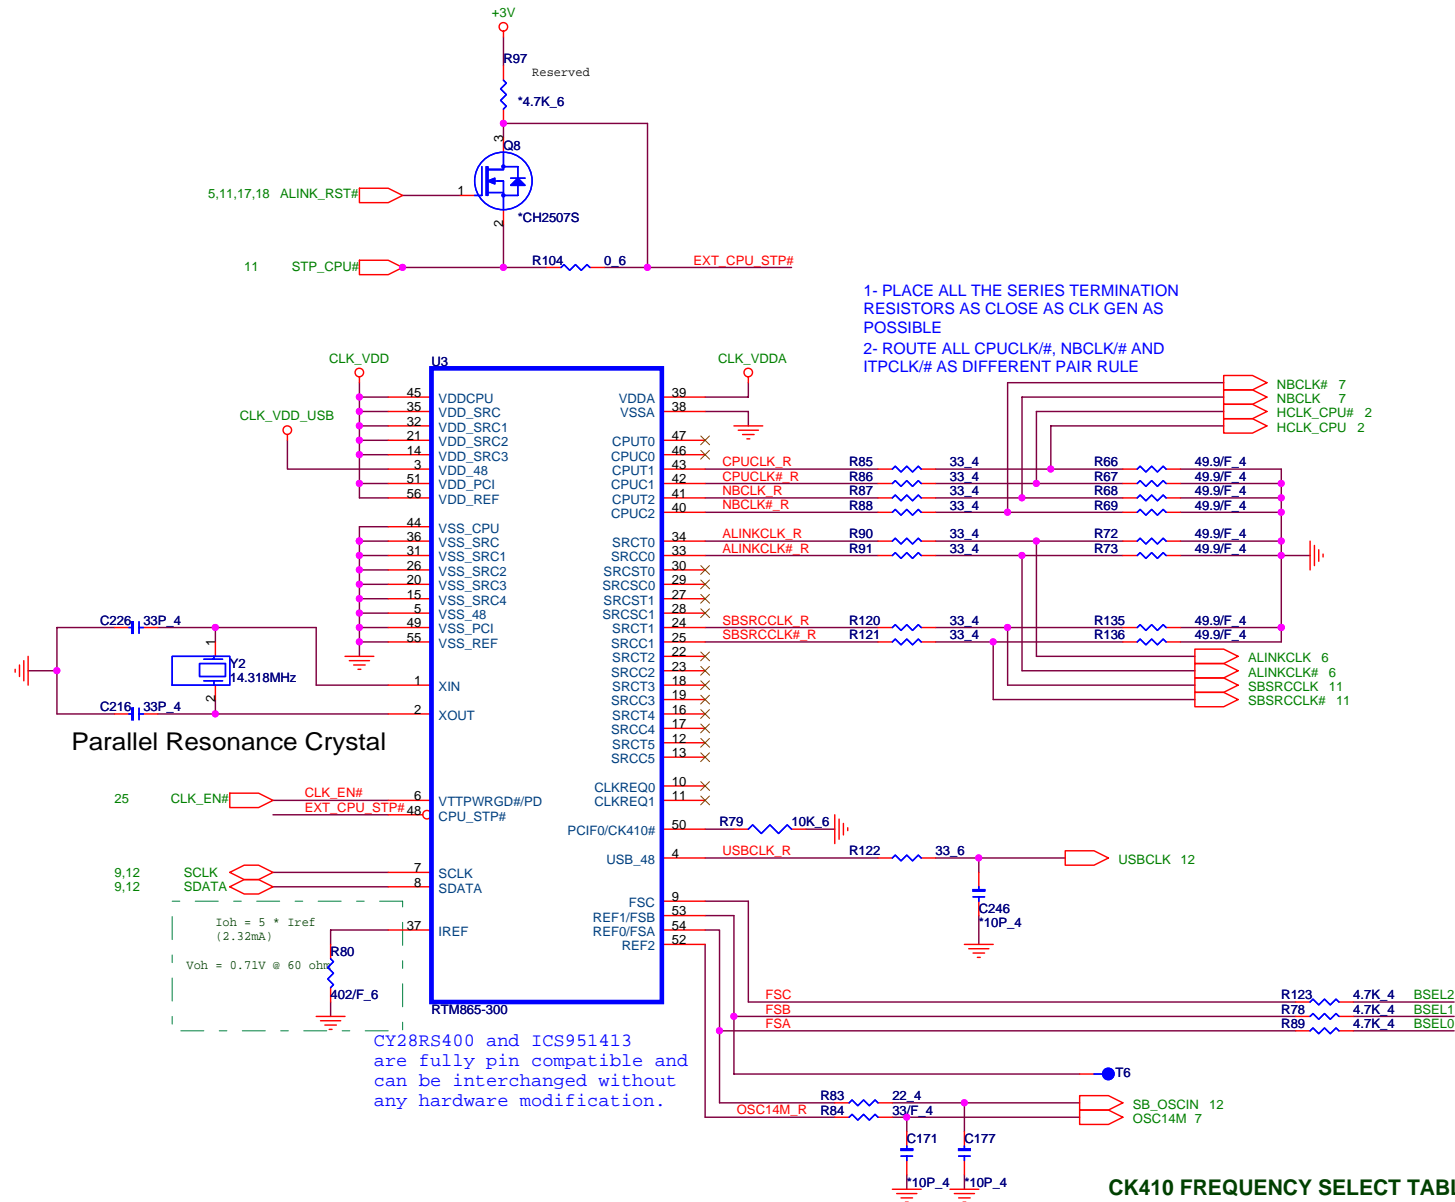 +3V
R97
Reserved
*4.7K_6
3
Q8
5,11,17,18 ALINK_RST#
1
*CH2507S
2
11 STP_CPU#
R104 0_6 EXT_CPU_STP#
1- PLACE ALL THE SERIES TERMINATION
RESISTORS AS CLOSE AS CLK GEN AS
POSSIBLE
2- ROUTE ALL CPUCLK/#, NBCLK/# AND
ITPCLK/# AS DIFFERENT PAIR RULE
CLK_VDD
CLK_VDD_USB
U3
CLK_VDDA
45 VDDCPU
35 VDD_SRC
32 VDD_SRC1
21 VDD_SRC2
14 VDD_SRC3
3 VDD_48
51 VDD_PCI
56 VDD_REF
44 VSS_CPU
36 VSS_SRC
31 VSS_SRC1
26 VSS_SRC2
20 VSS_SRC3
15 VSS_SRC4
5 VSS_48
49 VSS_PCI
55 VSS_REF
1 XIN
2 XOUT
6 VTTPWRGD#/PD
48 CPU_STP#
7 SCLK
8 SDATA
37 IREF
VDDA 39
VSSA 38
CPUT0 47
CPUC0 46
CPUT1 43 CPUCLK_R R85 33_4 R66 49.9/F_4
CPUC1 42 CPUCLK#_R R86 33_4 R67 49.9/F_4
CPUT2 41 NBCLK_R R87 33_4 R68 49.9/F_4
CPUC2 40 NBCLK#_R R88 33_4 R69 49.9/F_4
SRCT0 34 ALINKCLK_R R90 33_4 R72 49.9/F_4
SRCC0 33 ALINKCLK#_R R91 33_4 R73 49.9/F_4
SRCST0 30
SRCSC0 29
SRCST1 27
SRCSC1 28
SRCT1 24 SBSRCCLK_R R120 33_4 R135 49.9/F_4
SRCC1 25 SBSRCCLK#_R R121 33_4 R136 49.9/F_4
SRCT2 22
SRCC2 23
SRCT3 18
SRCC3 19
SRCT4 16
SRCC4 17
SRCT5 12
SRCC5 13
CLKREQ0 10
CLKREQ1 11
PCIF0/CK410# 50 R79 10K_6
USB_48 4 USBCLK_R R122 33_6 USBCLK 12
FSC 9
REF1/FSB 53
REF0/FSA 54
REF2 52
NBCLK# 7
NBCLK 7
HCLK_CPU# 2
HCLK_CPU 2
ALINKCLK 6
ALINKCLK# 6
SBSRCCLK 11
SBSRCCLK# 11
C226 33P_4
1
Y2
14.318MHz
2
C216 33P_4
Parallel Resonance Crystal
25 CLK_EN# CLK_EN#
EXT_CPU_STP#
9,12 SCLK
9,12 SDATA
Ioh = 5 * Iref
(2.32mA)
Voh = 0.71V @ 60 ohm
R80
402/F_6
RTM865-300
C246
*10P_4
CY28RS400 and ICS951413
are fully pin compatible and
can be interchanged without
any hardware modification.
FSC R123 4.7K_4 BSEL2
FSB R78 4.7K_4 BSEL1
FSA R89 4.7K_4 BSEL0
T6
R83 22_4 SB_OSCIN 12
OSC14M_R R84 33/F_4 OSC14M 7
C171 C177
*10P_4 *10P_4
CK410 FREQUENCY SELECT TAB